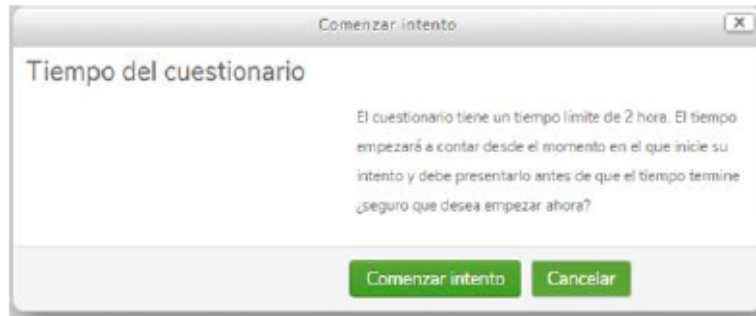 Comenzar intento
Tiempo del cuestionario
El cuestionario tiene un tiempo límite de 2 hora. El tiempo
empezará a contar desde el momento en el que inicie su
intento y debe presentarlo antes de que el tiempo termine
¿seguro que desea empezar ahora?
Comenzar intento Cancelar